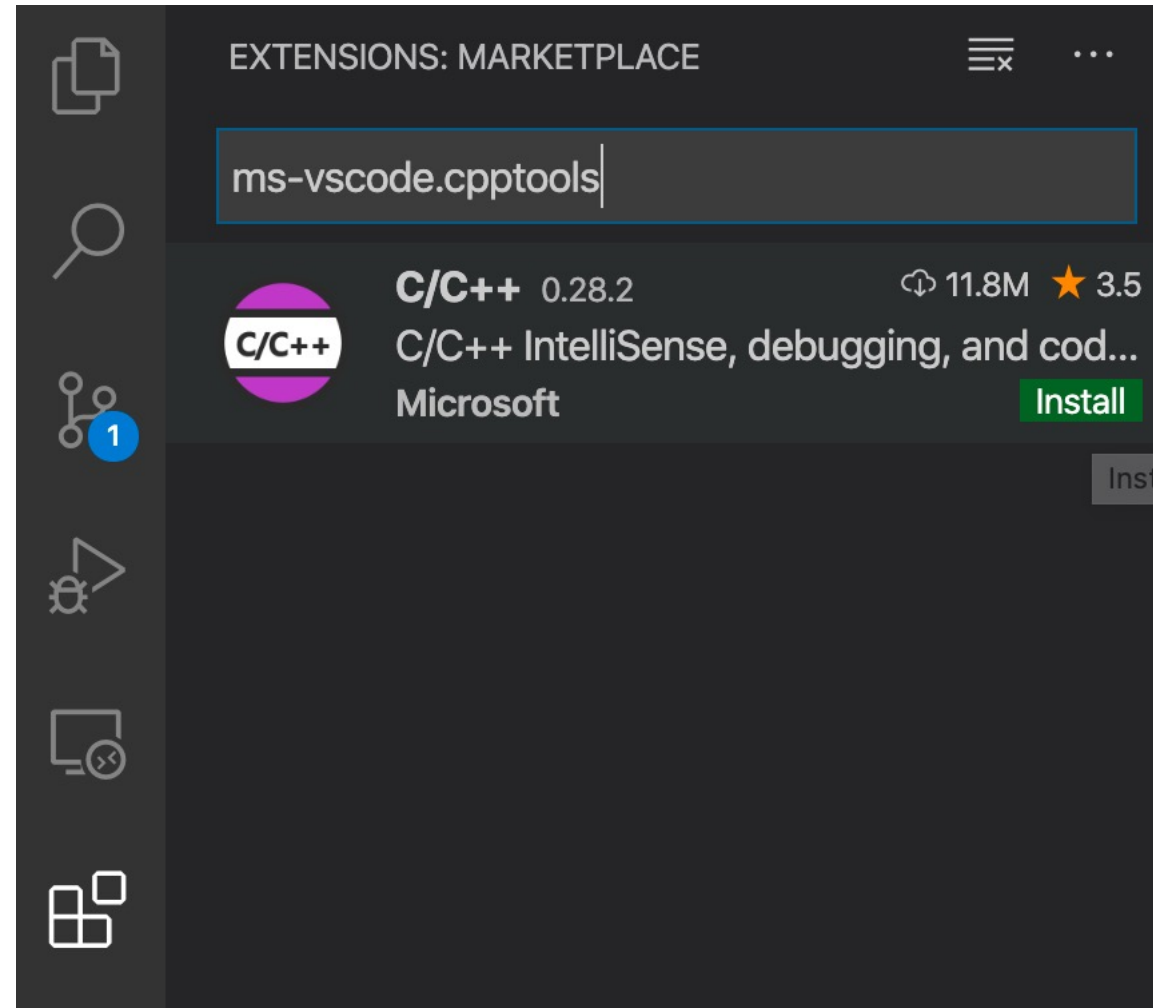 EXTENSIONS: MARKETPLACE
ms-vscode.cpptools
C/C++ 0.28.2 11.8M 3.5
C/C++
C/C++ IntelliSense, debugging, and cod...
Microsoft Install
1